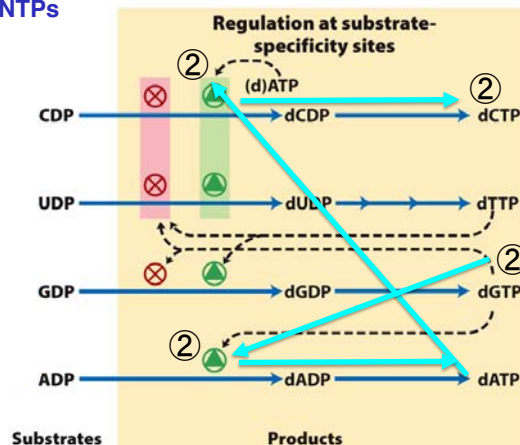 NTPs
Regulation at substrate-
specificity sites
② (d)ATP ②
CDP dCDP dCTP
UDP dUDP dTTP
②
GDP dGDP dGTP
②
ADP dADP dATP
Substrates Products